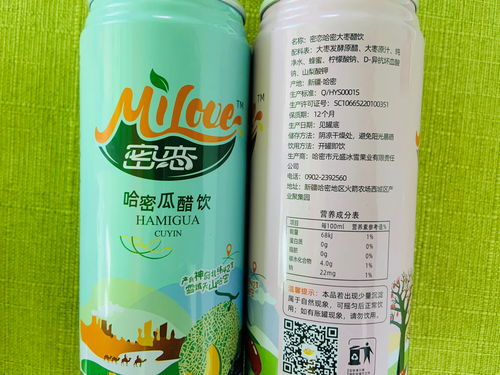 MiLove TM
密恋
哈密瓜醋饮
HAMIGUA
CUYIN
TM
名称：密恋哈密大枣醋饮
配料表：大枣发酵原醋、大枣原汁、纯
净水、蜂蜜、柠檬酸钠、D-异抗坏血酸
钠、山梨酸钾
产地：新疆·哈密
生产标准：Q/HYS0001S
生产许可证号：SC10665220100351
保质期：12个月
生产日期：见罐底
储存方法：阴凉干燥处，避免阳光暴晒
饮用方法：开罐即饮
生产商：哈密市元盛冰雪果业有限责任
公司
电话：0902-2392560
地址：新疆哈密地区火箭农场西城区产
业聚集园
营养成分表
项目 每100ml 营养素参考值%
能量 68kj 1%
蛋白质 0g 0%
脂肪 0g 0%
碳水化合物 4.0g 1%
钠 22mg 1%
温馨提示：本品若出现少量沉淀
属于自然现象，可摇匀后正常饮
用；如有胀罐现象，请勿饮用。